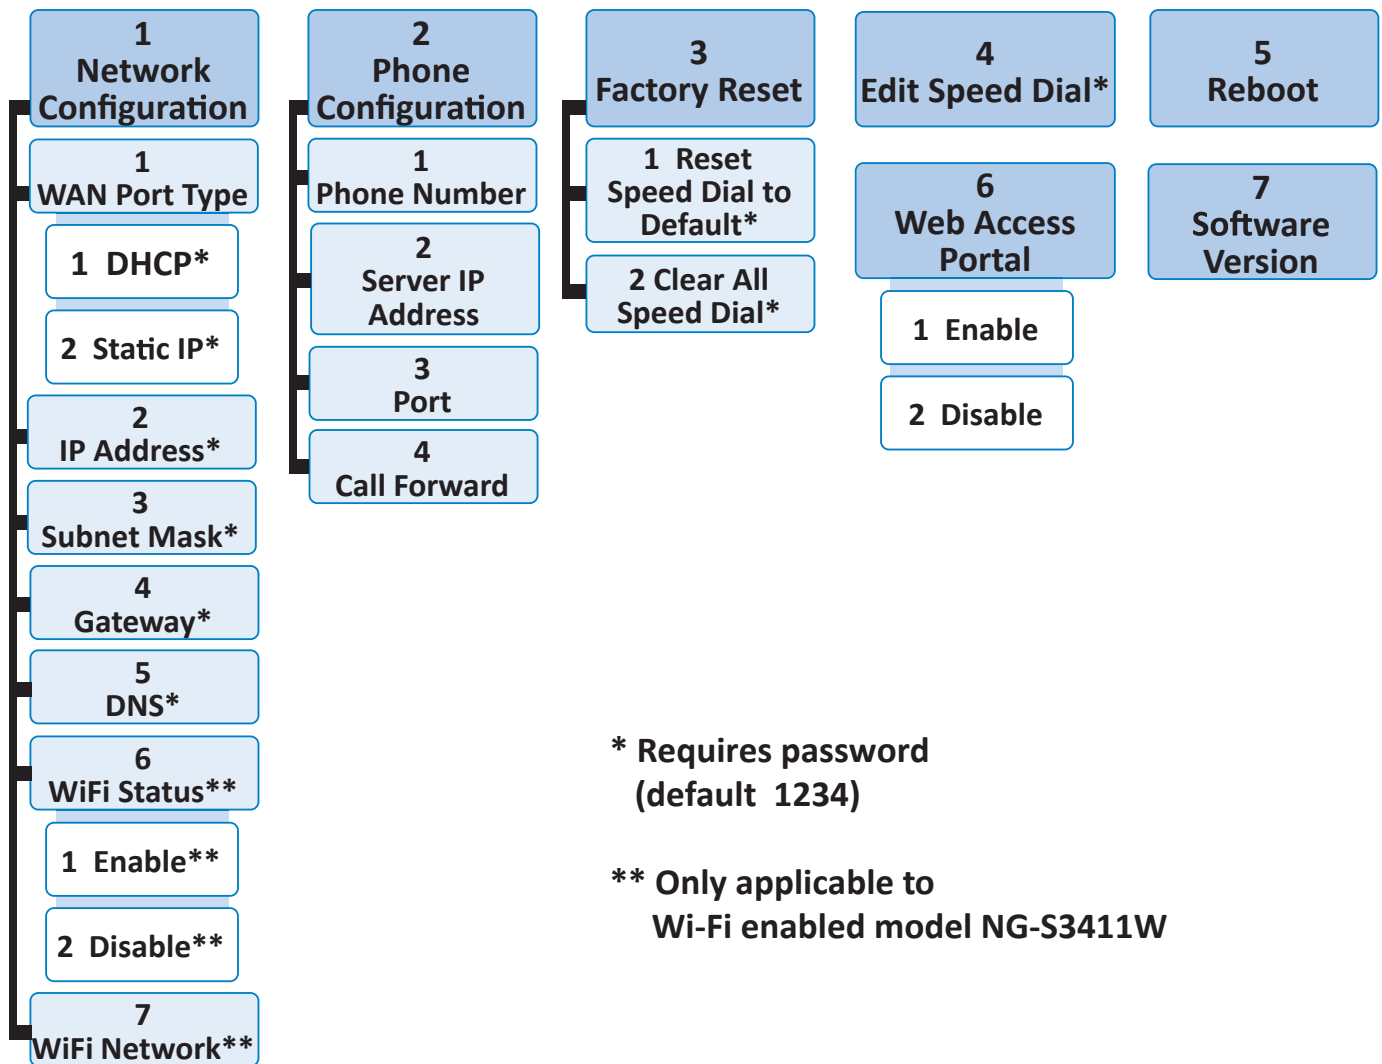 1
Network
Configuration
1
WAN Port Type
1 DHCP*
2 Static IP*
2
IP Address*
3
Subnet Mask*
4
Gateway*
5
DNS*
6
WiFi Status**
1 Enable**
2 Disable**
7
WiFi Network**
2
Phone
Configuration
1
Phone Number
2
Server IP
Address
3
Port
4
Call Forward
3
Factory Reset
1 Reset
Speed Dial to
Default*
2 Clear All
Speed Dial*
4
Edit Speed Dial*
5
Reboot
6
Web Access
Portal
1 Enable
2 Disable
7
Software
Version
* Requires password
(default 1234)
** Only applicable to
Wi-Fi enabled model NG-S3411W